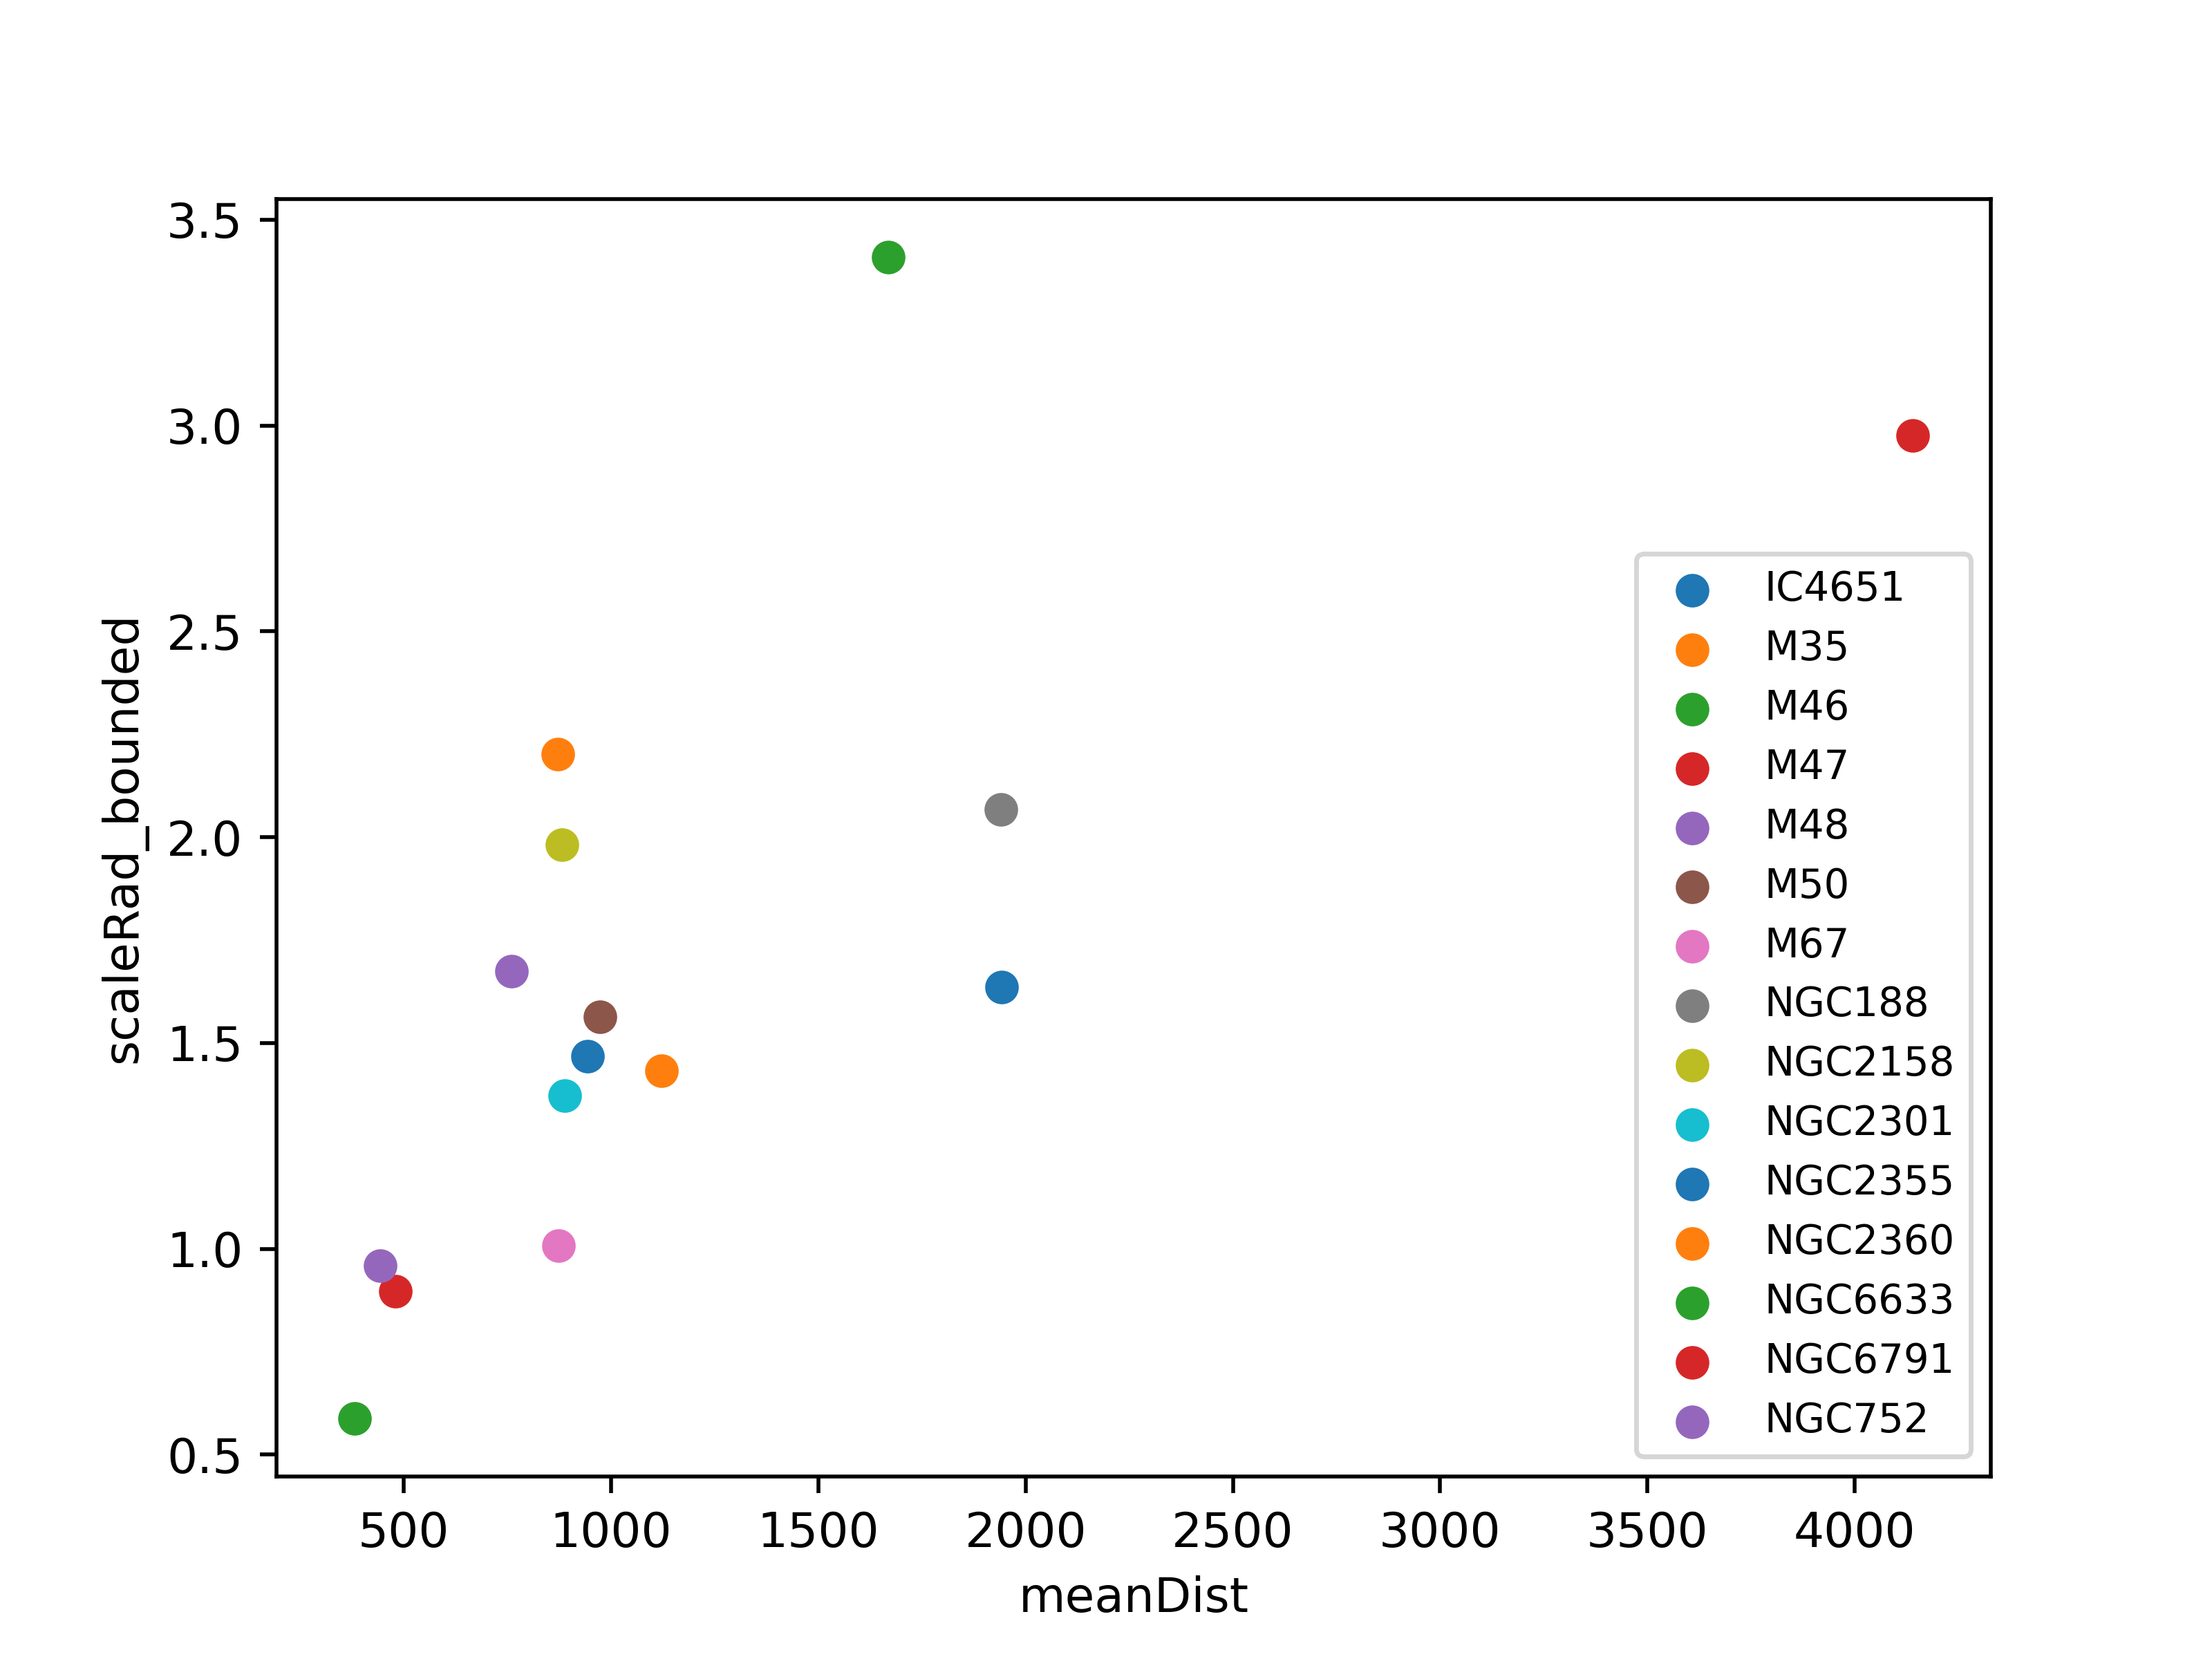 3.5
3.0
2.5
2.0
1.5
1.0
0.5
scaleRad_bounded
500 1000 1500 2000 2500 3000 3500 4000
meanDist
IC4651
M35
M46
M47
M48
M50
M67
NGC188
NGC2158
NGC2301
NGC2355
NGC2360
NGC6633
NGC6791
NGC752